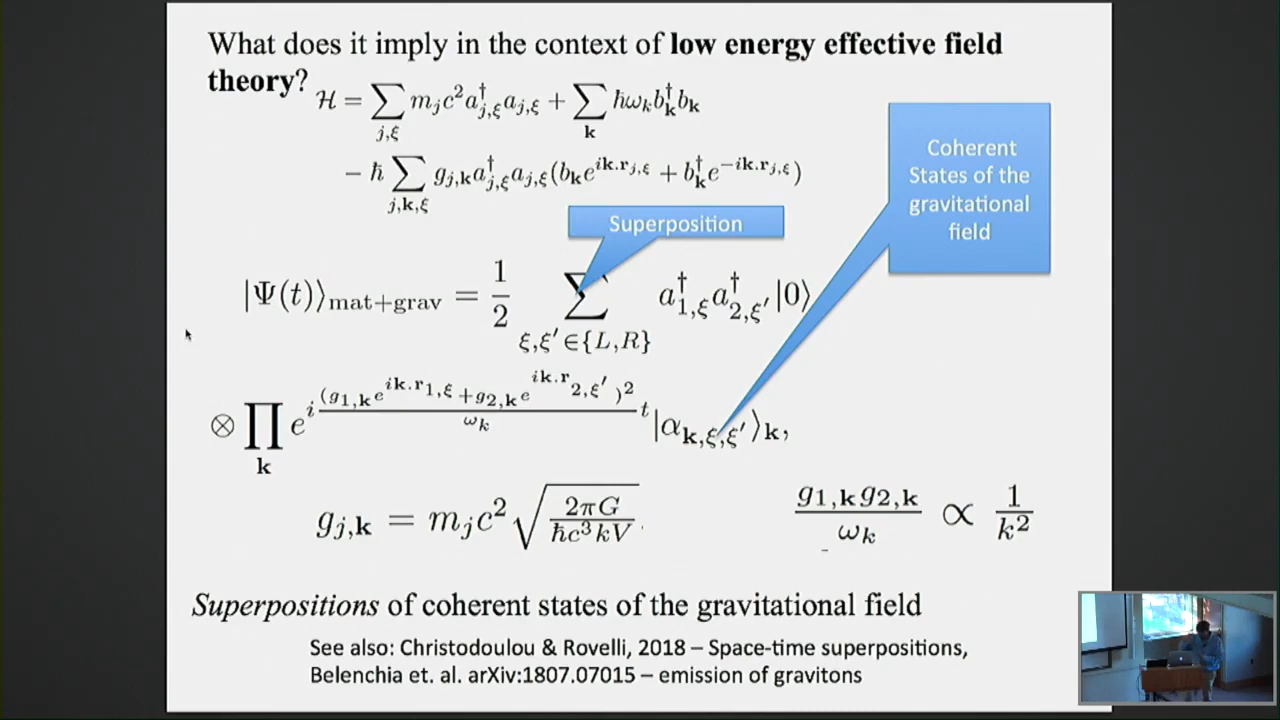 What does it imply in the context of low energy effective field
theory?
ℋ = ∑_{j,ξ} m_j c² a†_{j,ξ} a_{j,ξ} + ∑_𝐤 ħω_k b†_𝐤 b_𝐤
− ħ ∑_{j,𝐤,ξ} g_{j,𝐤} a†_{j,ξ} a_{j,ξ} (b_𝐤 e^{i𝐤.𝐫_{j,ξ}} + b†_𝐤 e^{−i𝐤.𝐫_{j,ξ}})
Coherent
States of the
gravitational
field
Superposition
|Ψ(t)⟩_{mat+grav} = 1/2 ∑_{ξ,ξ′∈{L,R}} a†_{1,ξ} a†_{2,ξ′} |0⟩
⊗ ∏_𝐤 e^{i (g_{1,𝐤} e^{i𝐤.𝐫_{1,ξ}} + g_{2,𝐤} e^{i𝐤.𝐫_{2,ξ′}})² / ω_k t} |α_{𝐤,ξ,ξ′}⟩_𝐤,
g_{j,𝐤} = m_j c² √(2πG / ħc³kV)
g_{1,𝐤} g_{2,𝐤} / ω_k ∝ 1 / k²
Superpositions of coherent states of the gravitational field
See also: Christodoulou & Rovelli, 2018 – Space-time superpositions,
Belenchia et. al. arXiv:1807.07015 – emission of gravitons